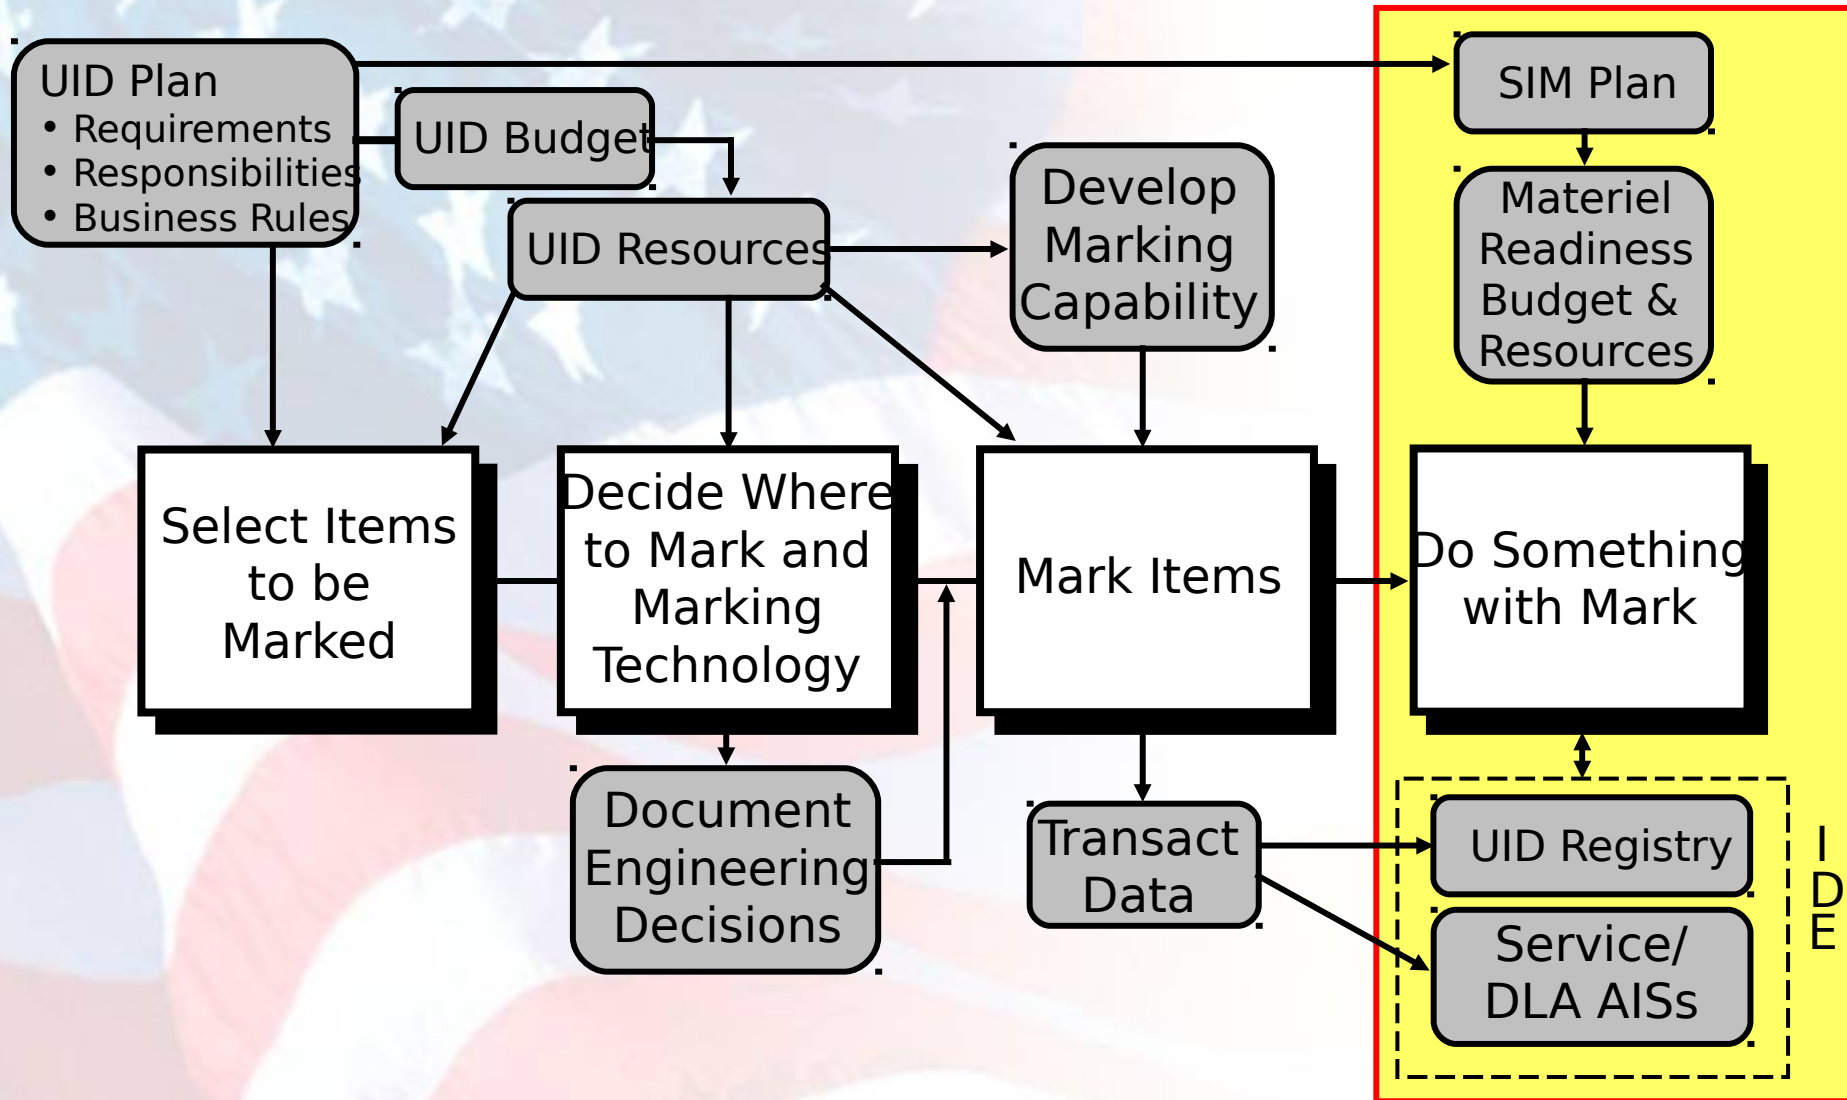 UID Plan
• Requirements
• Responsibilities
• Business Rules
UID Budget
UID Resources
Develop
Marking
Capability
SIM Plan
Materiel
Readiness
Budget &
Resources
Select Items
to be
Marked
Decide Where
to Mark and
Marking
Technology
Mark Items
Do Something
with Mark
Document
Engineering
Decisions
Transact
Data
UID Registry
Service/
DLA AISs
I
D
E